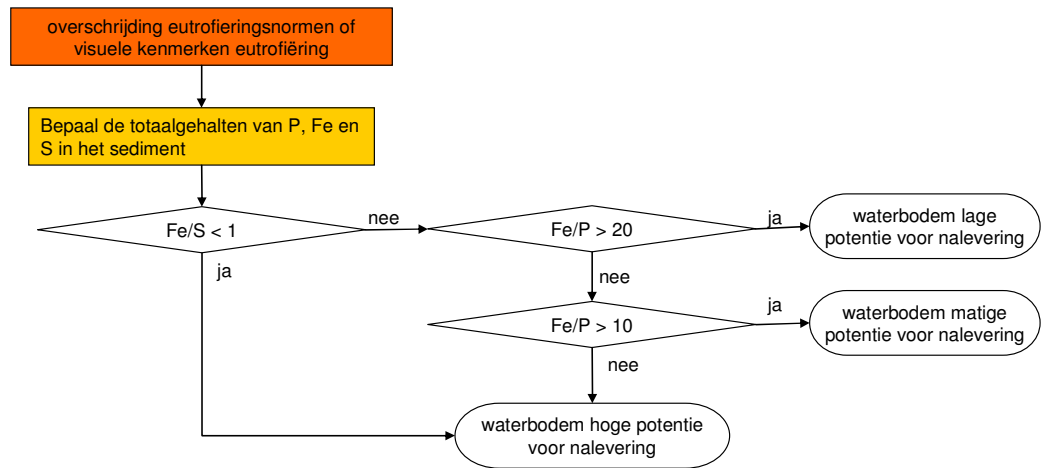 overschrijding eutrofieringsnormen of
visuele kenmerken eutrofiëring
Bepaal de totaalgehalten van P, Fe en
S in het sediment
Fe/S < 1
nee
Fe/P > 20
ja
waterbodem lage
potentie voor nalevering
ja
nee
Fe/P > 10
ja
waterbodem matige
potentie voor nalevering
nee
waterbodem hoge potentie
voor nalevering